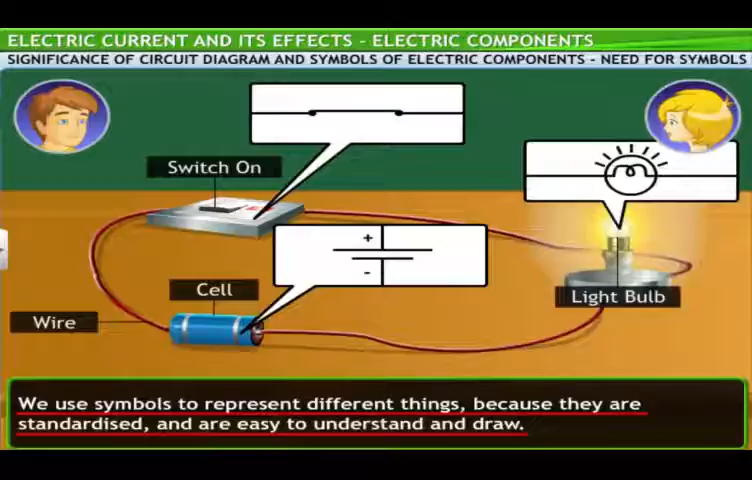 ELECTRIC CURRENT AND ITS EFFECTS - ELECTRIC COMPONENTS
SIGNIFICANCE OF CIRCUIT DIAGRAM AND SYMBOLS OF ELECTRIC COMPONENTS - NEED FOR SYMBOLS
Switch On
+
-
Cell
Light Bulb
Wire
We use symbols to represent different things, because they are
standardised, and are easy to understand and draw.